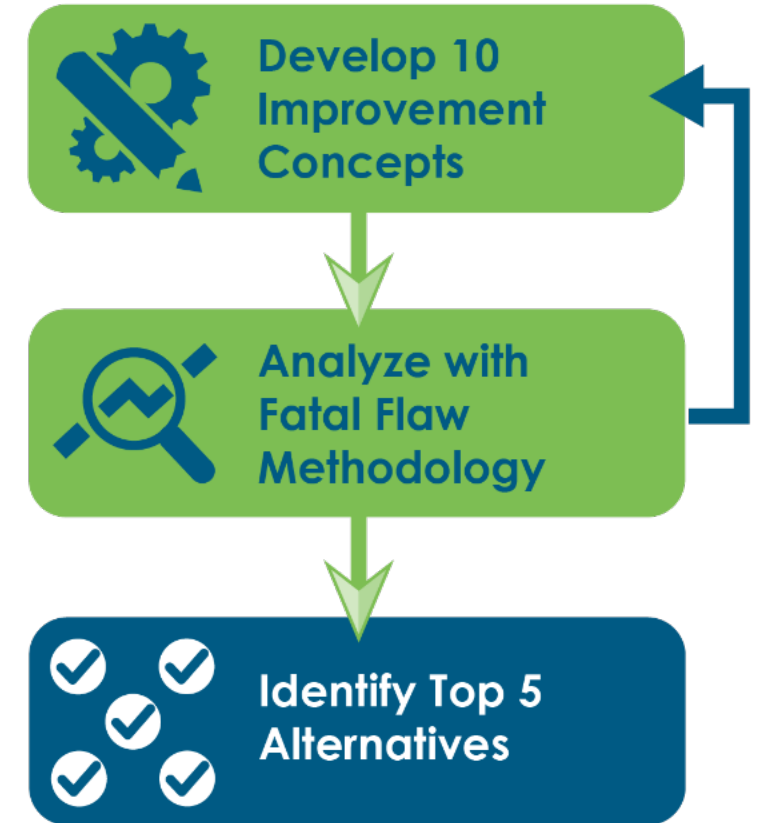 Develop 10
Improvement
Concepts
Analyze with
Fatal Flaw
Methodology
Identify Top 5
Alternatives